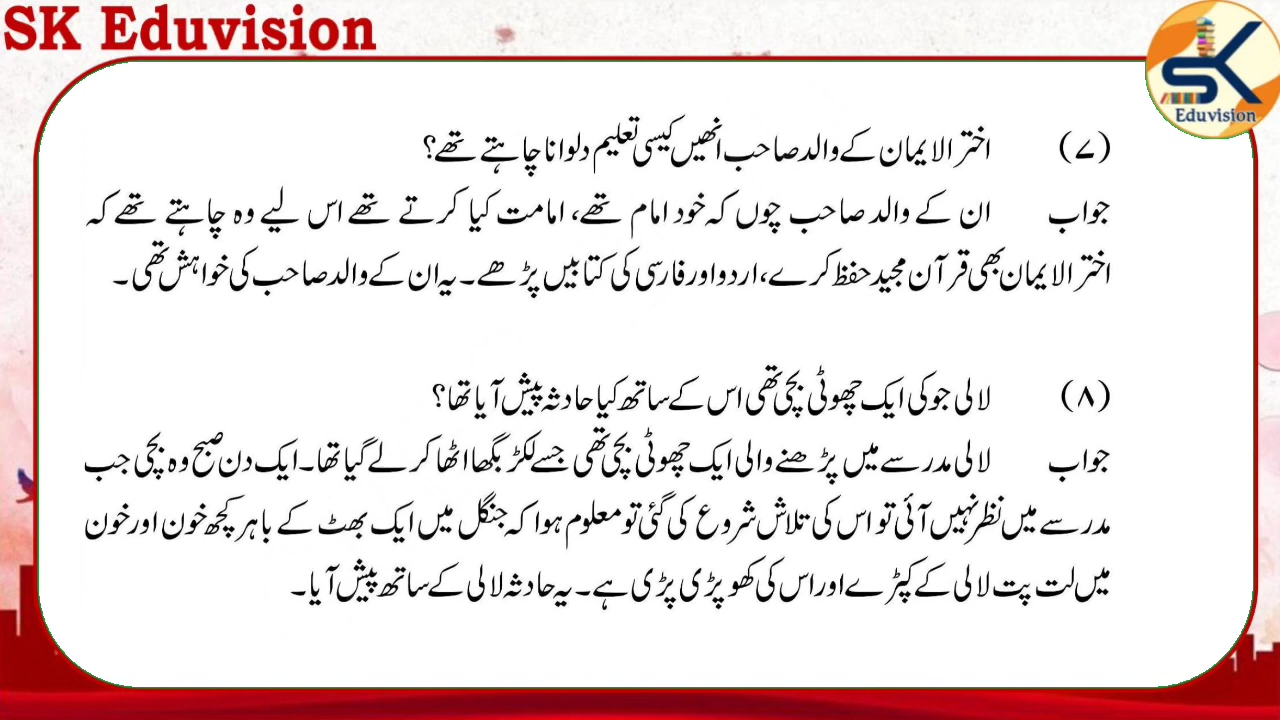 SK Eduvision
SK
Eduvision
(۷) اختر الایمان کے والد صاحب انھیں کیسی تعلیم دلوانا چاہتے تھے؟
جواب ان کے والد صاحب چوں کہ خود امام تھے، امامت کیا کرتے تھے اس لیے وہ چاہتے تھے کہ
اختر الایمان بھی قرآن مجید حفظ کرے، اردو اور فارسی کی کتابیں پڑھے۔ یہ ان کے والد صاحب کی خواہش تھی۔
(۸) لالی جو کی ایک چھوٹی بچی تھی اس کے ساتھ کیا حادثہ پیش آیا تھا؟
جواب لالی مدرسے میں پڑھنے والی ایک چھوٹی بچی تھی جسے لکڑبگھا اٹھا کر لے گیا تھا۔ ایک دن صبح وہ بچی جب
مدرسے میں نظر نہیں آئی تو اس کی تلاش شروع کی گئی تو معلوم ہوا کہ جنگل میں ایک بھٹ کے باہر کچھ خون اور خون
میں لت پت لالی کے کپڑے اور اس کی کھوپڑی پڑی ہے۔ یہ حادثہ لالی کے ساتھ پیش آیا۔